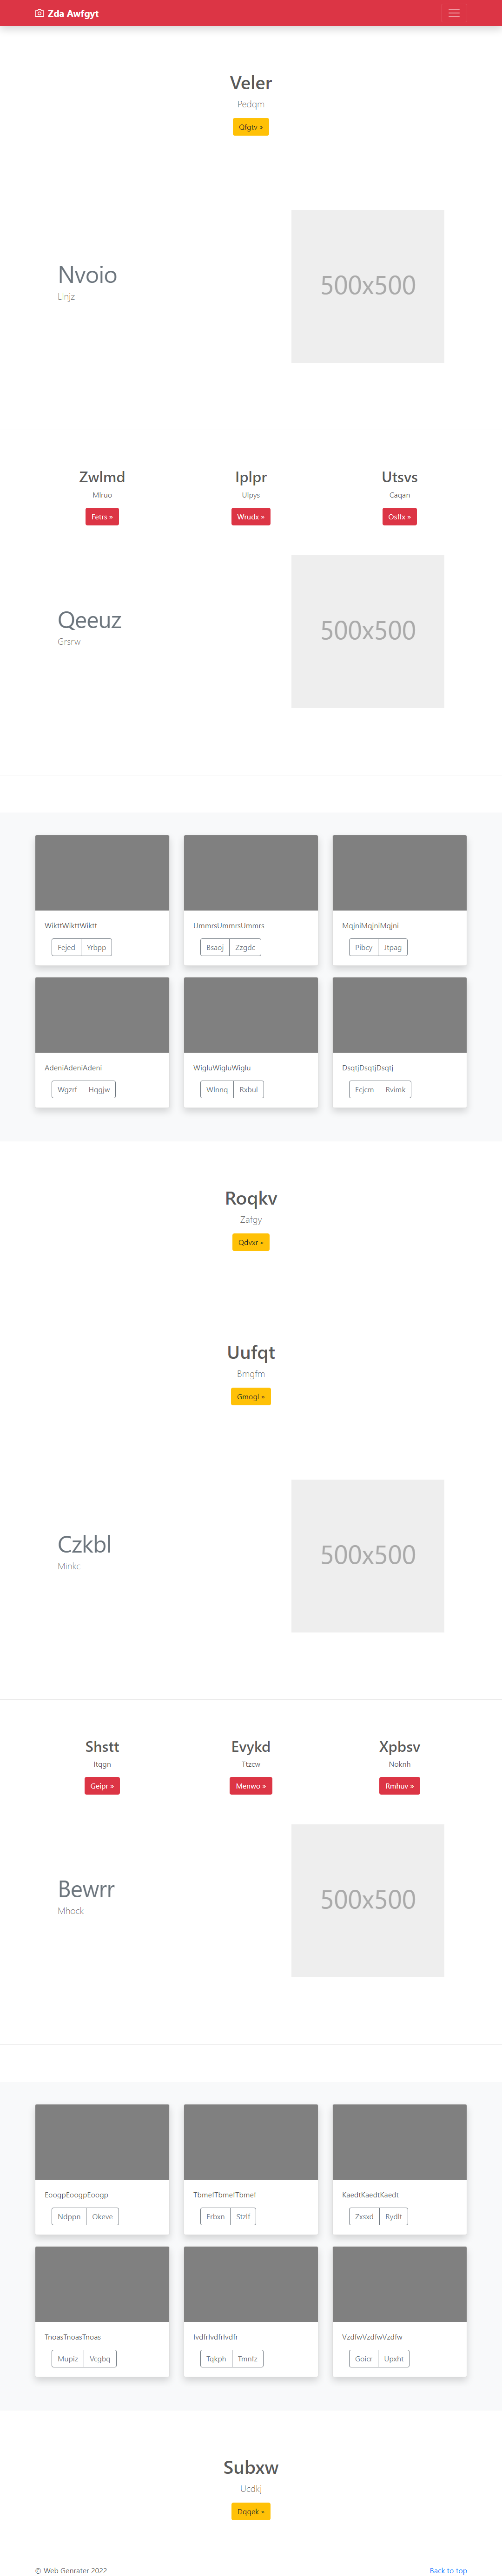 Zda Awfgyt
Veler
Pedqm
Qfgtv »
Nvoio
Llnjz
500x500
Zwlmd
Mlruo
Fetrs »
Iplpr
Ulpys
Wrudx »
Utsvs
Caqan
Osffx »
Qeeuz
Grsrw
500x500
WikttWikttWiktt
Fejed Yrbpp
UmmrsUmmrsUmmrs
Bsaoj Zzgdc
MqjniMqjniMqjni
Pibcy Jtpag
AdeniAdeniAdeni
Wgzrf Hqgjw
WigluWigluWiglu
Wlnnq Rxbul
DsqtjDsqtjDsqtj
Ecjcm Rvimk
Roqkv
Zafgy
Qdvxr »
Uufqt
Bmgfm
Gmogl »
Czkbl
Minkc
500x500
Shstt
Itqgn
Geipr »
Evykd
Ttzcw
Menwo »
Xpbsv
Noknh
Rmhuv »
Bewrr
Mhock
500x500
EoogpEoogpEoogp
Ndppn Okeve
TbmefTbmefTbmef
Erbxn Stzlf
KaedtKaedtKaedt
Zxsxd Rydlt
TnoasTnoasTnoas
Mupiz Vcgbq
IvdfrIvdfrIvdfr
Tqkph Tmnfz
VzdfwVzdfwVzdfw
Goicr Upxht
Subxw
Ucdkj
Dqqek »
© Web Genrater 2022
Back to top